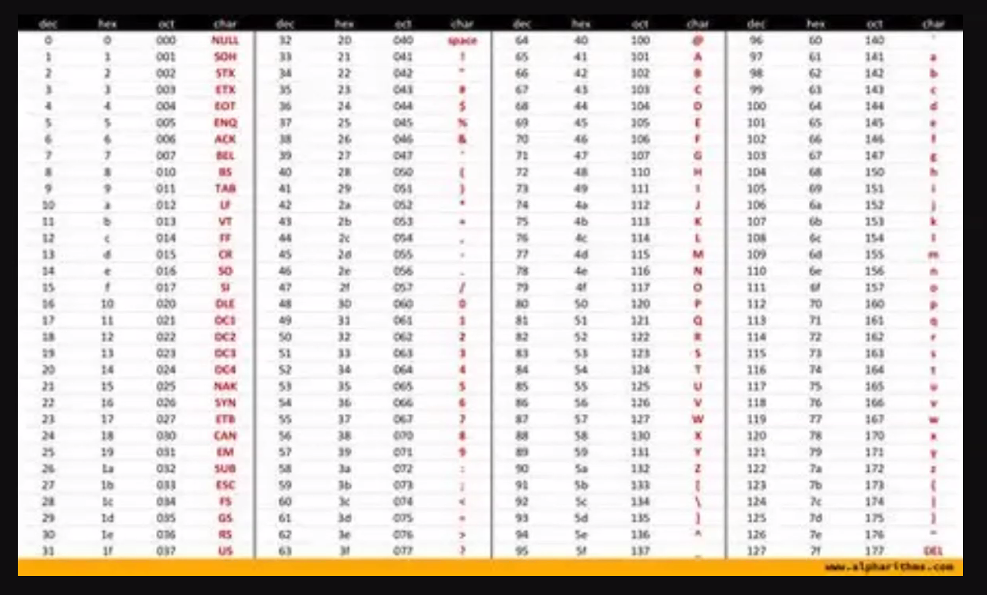 dec hex oct char dec hex oct char dec hex oct char dec hex oct char
0 0 000 NULL 32 20 040 space 64 40 100 @ 96 60 140 `
1 1 001 SOH 33 21 041 ! 65 41 101 A 97 61 141 a
2 2 002 STX 34 22 042 " 66 42 102 B 98 62 142 b
3 3 003 ETX 35 23 043 # 67 43 103 C 99 63 143 c
4 4 004 EOT 36 24 044 $ 68 44 104 D 100 64 144 d
5 5 005 ENQ 37 25 045 % 69 45 105 E 101 65 145 e
6 6 006 ACK 38 26 046 & 70 46 106 F 102 66 146 f
7 7 007 BEL 39 27 047 ' 71 47 107 G 103 67 147 g
8 8 010 BS 40 28 050 ( 72 48 110 H 104 68 150 h
9 9 011 TAB 41 29 051 ) 73 49 111 I 105 69 151 i
10 a 012 LF 42 2a 052 * 74 4a 112 J 106 6a 152 j
11 b 013 VT 43 2b 053 + 75 4b 113 K 107 6b 153 k
12 c 014 FF 44 2c 054 , 76 4c 114 L 108 6c 154 l
13 d 015 CR 45 2d 055 - 77 4d 115 M 109 6d 155 m
14 e 016 SO 46 2e 056 . 78 4e 116 N 110 6e 156 n
15 f 017 SI 47 2f 057 / 79 4f 117 O 111 6f 157 o
16 10 020 DLE 48 30 060 0 80 50 120 P 112 70 160 p
17 11 021 DC1 49 31 061 1 81 51 121 Q 113 71 161 q
18 12 022 DC2 50 32 062 2 82 52 122 R 114 72 162 r
19 13 023 DC3 51 33 063 3 83 53 123 S 115 73 163 s
20 14 024 DC4 52 34 064 4 84 54 124 T 116 74 164 t
21 15 025 NAK 53 35 065 5 85 55 125 U 117 75 165 u
22 16 026 SYN 54 36 066 6 86 56 126 V 118 76 166 v
23 17 027 ETB 55 37 067 7 87 57 127 W 119 77 167 w
24 18 030 CAN 56 38 070 8 88 58 130 X 120 78 170 x
25 19 031 EM 57 39 071 9 89 59 131 Y 121 79 171 y
26 1a 032 SUB 58 3a 072 : 90 5a 132 Z 122 7a 172 z
27 1b 033 ESC 59 3b 073 ; 91 5b 133 [ 123 7b 173 {
28 1c 034 FS 60 3c 074 < 92 5c 134 \ 124 7c 174 |
29 1d 035 GS 61 3d 075 = 93 5d 135 ] 125 7d 175 }
30 1e 036 RS 62 3e 076 > 94 5e 136 ^ 126 7e 176 ~
31 1f 037 US 63 3f 077 ? 95 5f 137 _ 127 7f 177 DEL
www.alpharithms.com